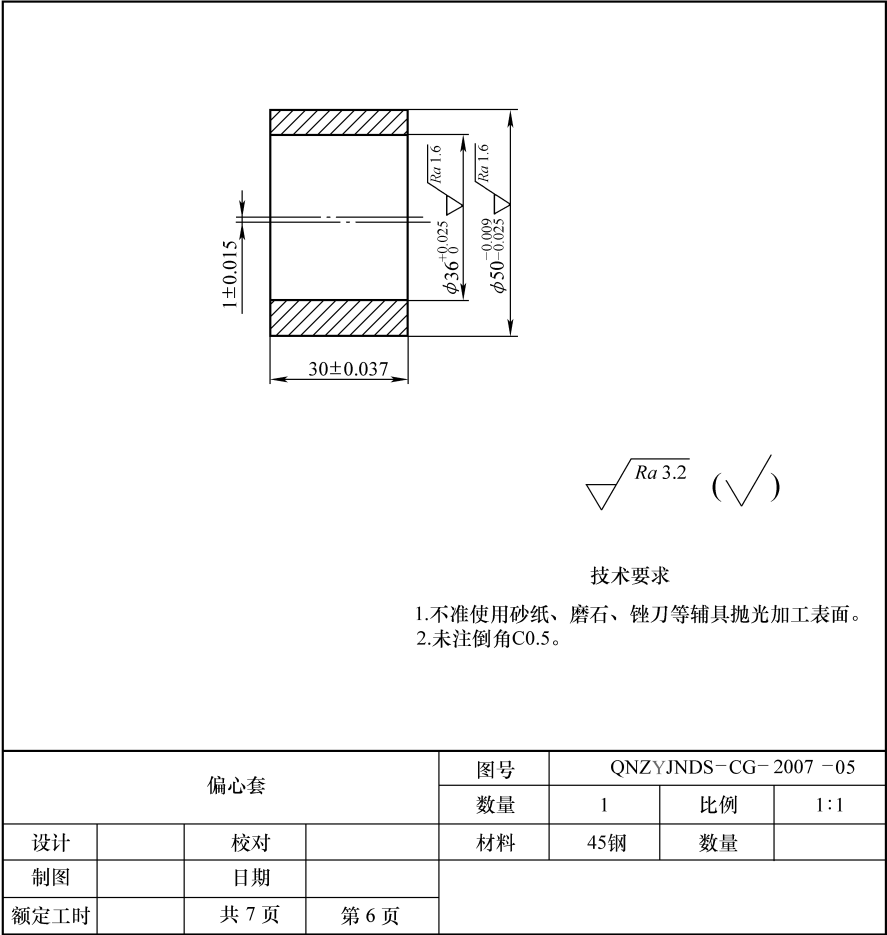 Ra 1.6
Ra 1.6
1±0.015
ϕ36 +0.025 0
ϕ50 -0.009 -0.025
30±0.037
Ra 3.2 ( )
技术要求
1.不准使用砂纸、磨石、锉刀等辅具抛光加工表面。
2.未注倒角C0.5。
偏心套
图号 QNZYJNDS-CG-2007-05
数量 1 比例 1:1
设计 校对 材料 45钢 数量
制图 日期
额定工时 共 7 页 第 6 页